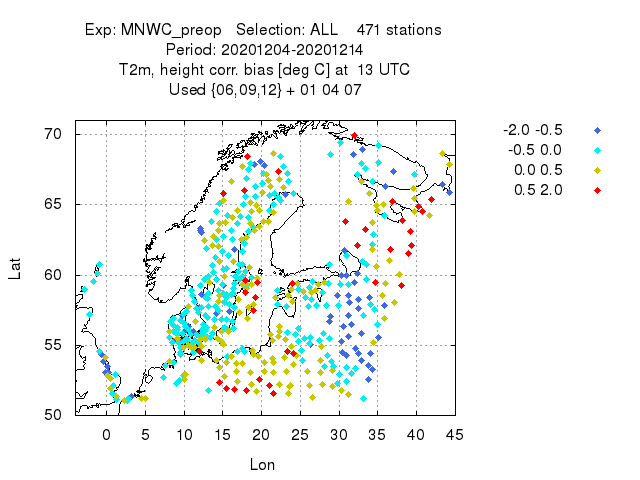 Exp: MNWC_preop Selection: ALL 471 stations
Period: 20201204-20201214
T2m, height corr. bias [deg C] at 13 UTC
Used {06,09,12} + 01 04 07
-2.0 -0.5
-0.5 0.0
0.0 0.5
0.5 2.0
70
65
60
55
50
Lat
0 5 10 15 20 25 30 35 40 45
Lon